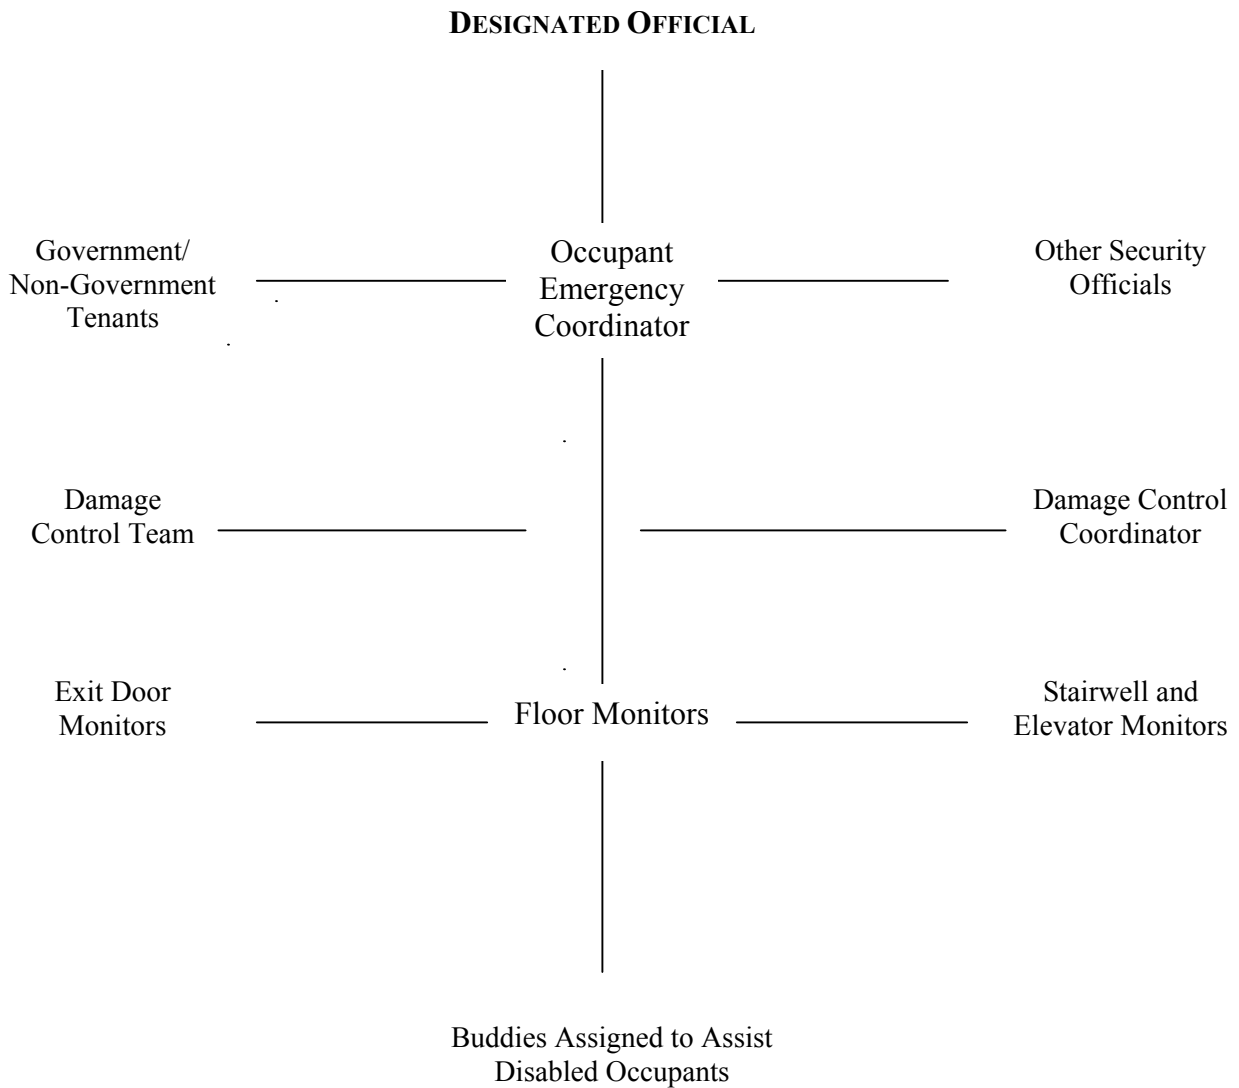 DESIGNATED OFFICIAL
Government/
Non-Government
Tenants
Occupant
Emergency
Coordinator
Other Security
Officials
Damage
Control Team
Damage Control
Coordinator
Exit Door
Monitors
Floor Monitors
Stairwell and
Elevator Monitors
Buddies Assigned to Assist
Disabled Occupants